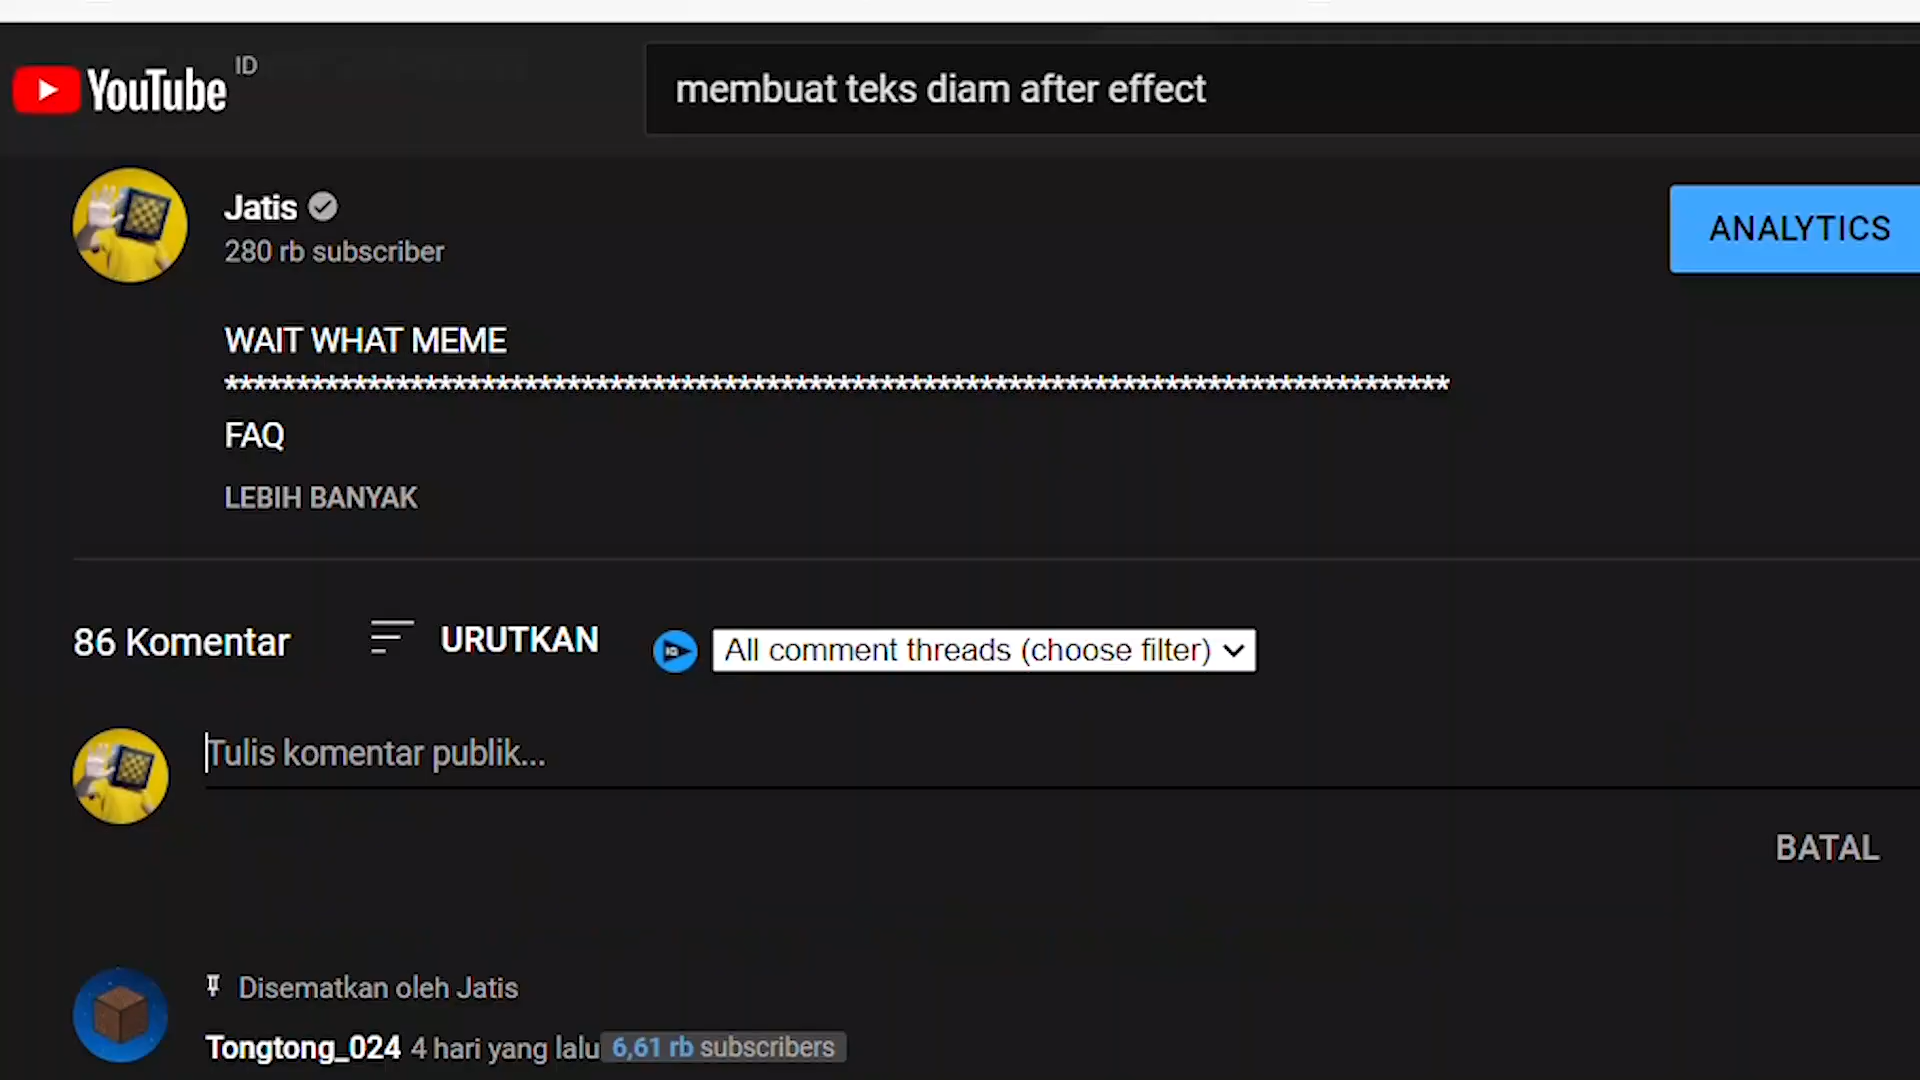 YouTube ID
membuat teks diam after effect
Jatis
280 rb subscriber
ANALYTICS
WAIT WHAT MEME
**************************************************************************************
FAQ
LEBIH BANYAK
86 Komentar
URUTKAN
IQ
All comment threads (choose filter)
Tulis komentar publik...
BATAL
Disematkan oleh Jatis
Tongtong_024 4 hari yang lalu 6,61 rb subscribers